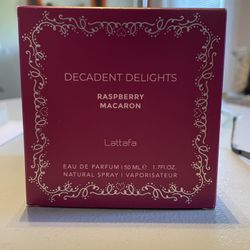 DECADENT DELIGHTS
RASPBERRY
MACARON
Lattafa
EAU DE PARFUM | 50 ML ℮ 1.7FL.OZ.
NATURAL SPRAY | VAPORISATEUR